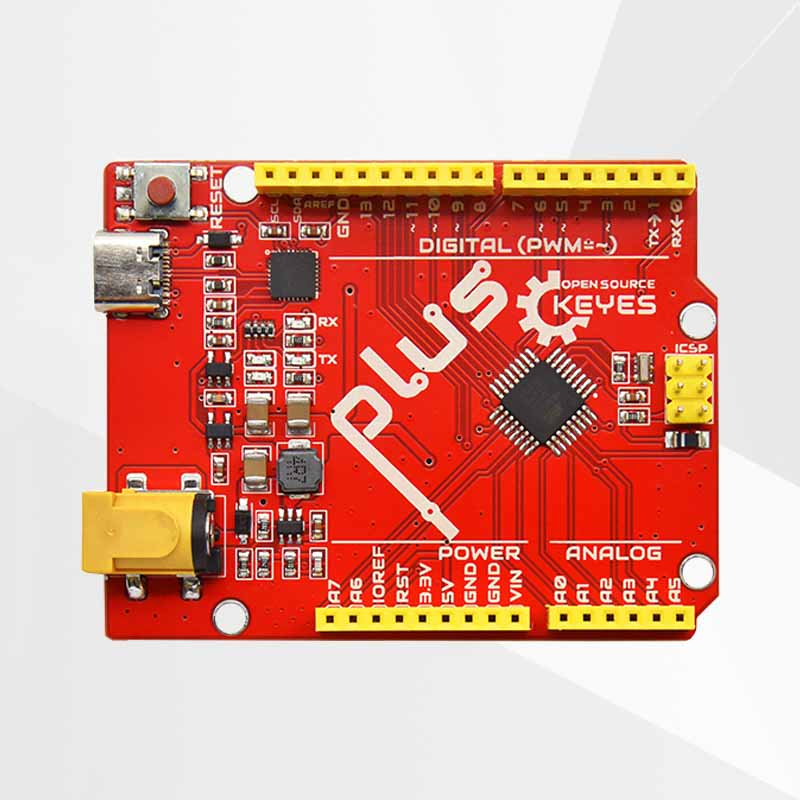 RESET
SCL
SDA
AREF
GND
13
12
~11
~10
~9
8
7
~6
~5
4
~3
2
TX→1
RX←0
DIGITAL (PWM=~)
OPEN SOURCE
KEYES
Plus
RX
TX
ICSP
4R7
POWER
ANALOG
A7
A6
IOREF
RST
3.3V
5V
GND
GND
VIN
A0
A1
A2
A3
A4
A5